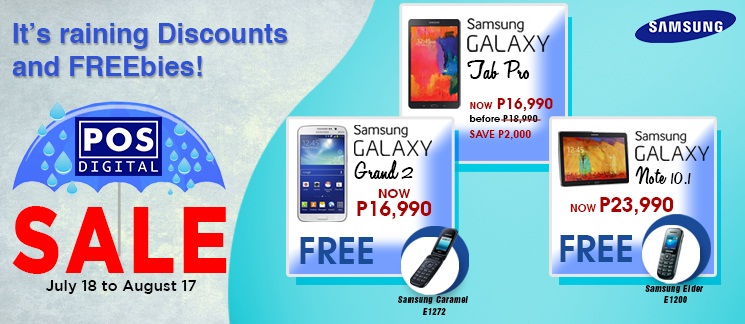 It's raining Discounts
and FREEbies!
POS
DIGITAL
SALE
July 18 to August 17
SAMSUNG
Samsung
GALAXY
Tab Pro
NOW P16,990
before P18,990
SAVE P2,000
Samsung
GALAXY
Grand 2
NOW
P16,990
FREE
Samsung Caramel
E1272
Samsung
GALAXY
Note 10.1
NOW P23,990
FREE
Samsung Eider
E1200